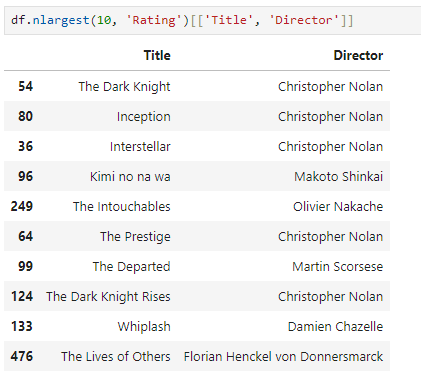 df.nlargest(10, 'Rating')[['Title', 'Director']]
Title Director
54 The Dark Knight Christopher Nolan
80 Inception Christopher Nolan
36 Interstellar Christopher Nolan
96 Kimi no na wa Makoto Shinkai
249 The Intouchables Olivier Nakache
64 The Prestige Christopher Nolan
99 The Departed Martin Scorsese
124 The Dark Knight Rises Christopher Nolan
133 Whiplash Damien Chazelle
476 The Lives of Others Florian Henckel von Donnersmarck